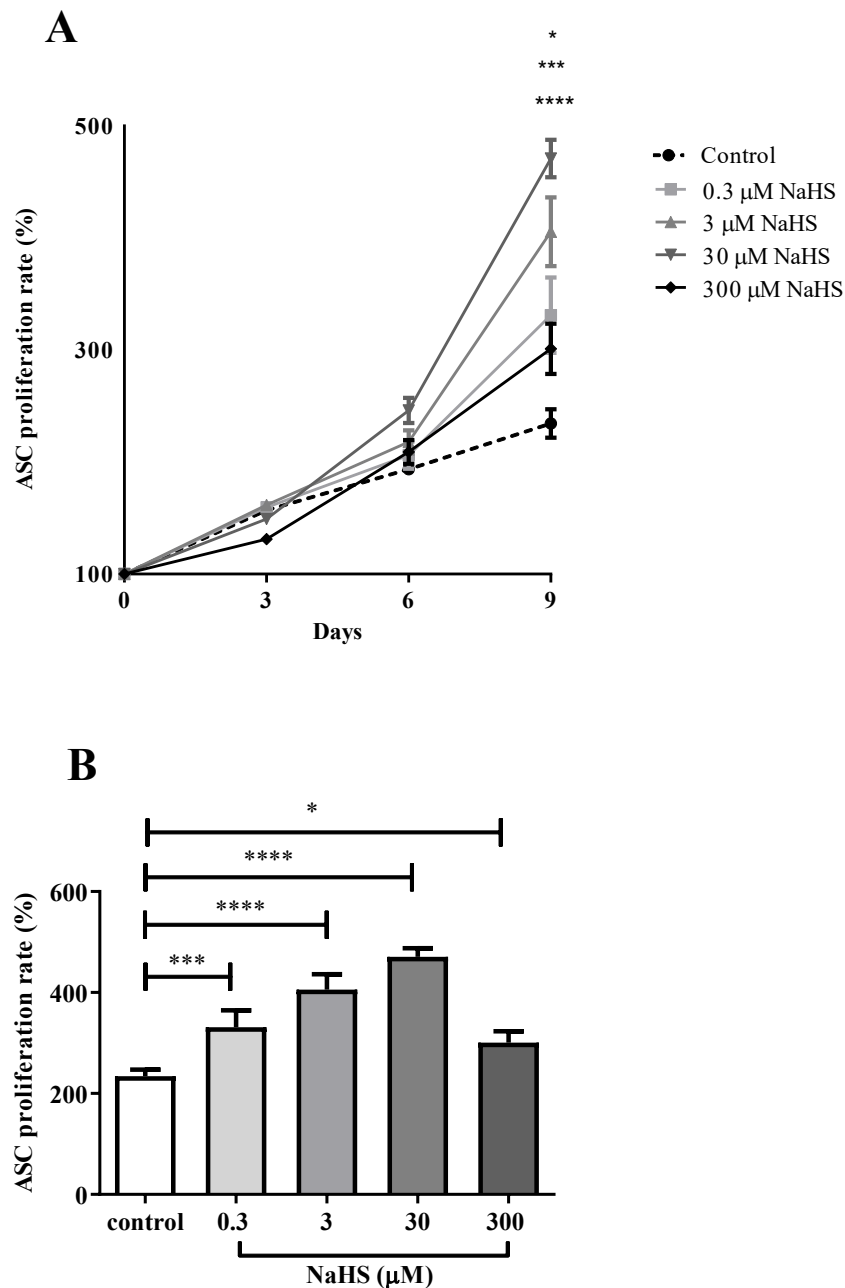 A
*
***
****
500
300
100
ASC proliferation rate (%)
0 3 6 9
Days
Control
0.3 μM NaHS
3 μM NaHS
30 μM NaHS
300 μM NaHS
B
*
****
****
***
600
400
200
0
ASC proliferation rate (%)
control 0.3 3 30 300
NaHS (μM)